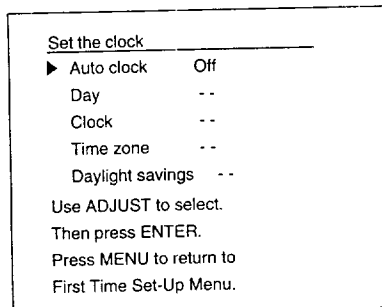 Set the clock
▶ Auto clock Off
Day - -
Clock - -
Time zone - -
Daylight savings - -
Use ADJUST to select.
Then press ENTER.
Press MENU to return to
First Time Set-Up Menu.